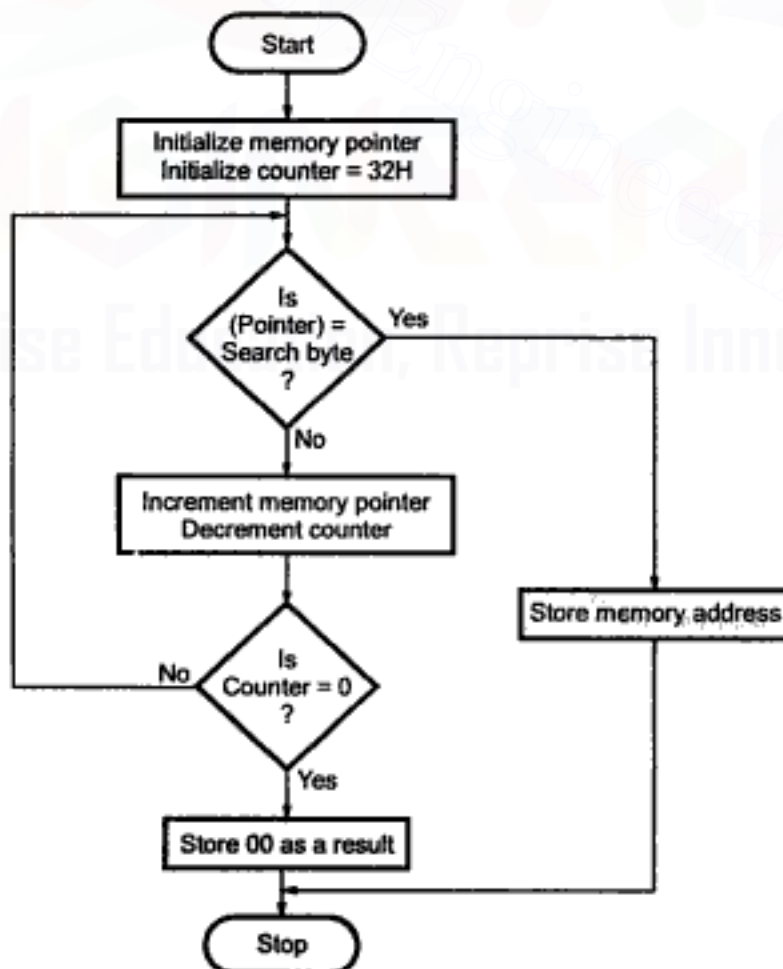 Start
Initialize memory pointer
Initialize counter = 32H
Is
(Pointer) =
Search byte
?
Yes
No
Increment memory pointer
Decrement counter
Store memory address
Is
Counter = 0
?
No
Yes
Store 00 as a result
Stop